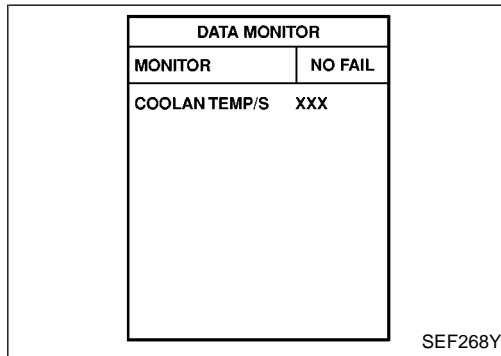 DATA MONITOR
MONITOR NO FAIL
COOLAN TEMP/S XXX
SEF268Y